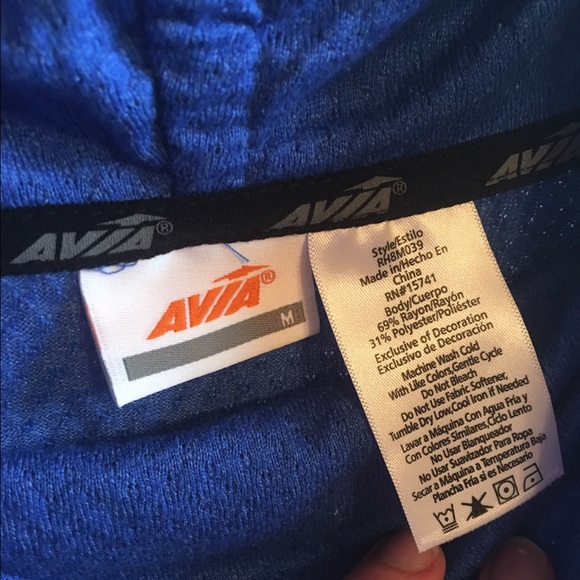 AVIA® AVIA® AVIA®
AVIA®
M
Style/Estilo
RH8M039
Made in/Hecho En
China
RN#15741
Body/Cuerpo
69% Rayon/Rayón
31% Polyester/Poliéster
Exclusive of Decoration
Exclusivo de Decoración
Machine Wash Cold
With Like Colors,Gentle Cycle
Do Not Bleach
Do Not Use Fabric Softener,
Tumble Dry Low,Cool Iron if Needed
Lavar a Máquina con Agua Fría y
Con Colores Similares,Ciclo Lento
No Usar Blanqueador
No Usar Suavizador Para Ropa
Secar a Máquina a Temperatura Baja
Plancha Fría si es Necesario